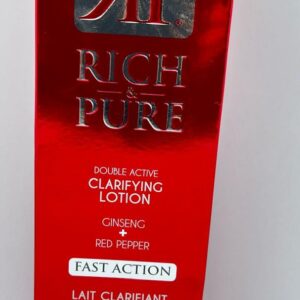 RICH
&
PURE
DOUBLE ACTIVE
CLARIFYING
LOTION
GINSENG
+
RED PEPPER
FAST ACTION
LAIT CLARIFIANT